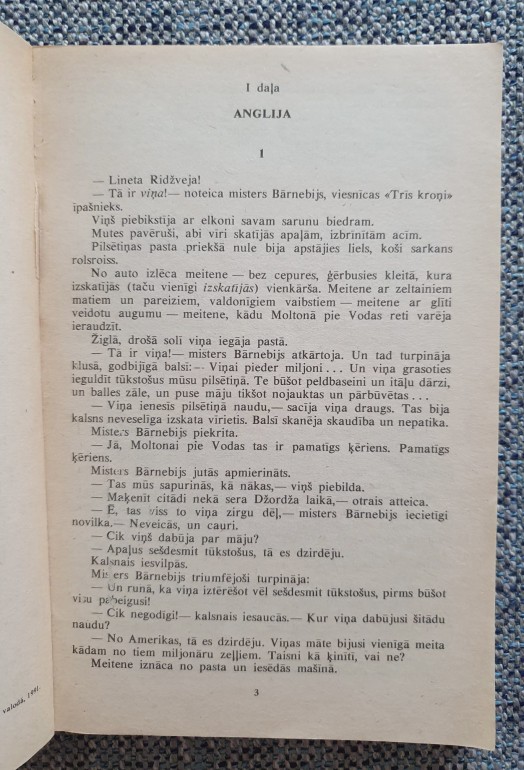 I daļa
ANGLIJA
I
— Lineta Ridžveja!
— Tā ir viņa! — noteica misters Bārnebijs, viesnīcas «Trīs kroņi»
īpašnieks.
Viņš piebikstīja ar elkoni savam sarunu biedram.
Mutes pavēruši, abi vīri skatījās apaļām, izbrīnītām acīm.
Pilsētiņas pasta priekšā nule bija apstājies liels, koši sarkans
rolsroiss.
No auto izlēca meitene — bez cepures, ģērbusies kleitā, kura
izskatījās (taču vienīgi izskatījās) vienkārša. Meitene ar zeltainiem
matiem un pareiziem, valdonīgiem vaibstiem — meitene ar glīti
veidotu augumu — meitene, kādu Moltonā pie Vodas reti varēja
ieraudzīt.
Žiglā, drošā solī viņa iegāja pastā.
— Tā ir viņa! — misters Bārnebijs atkārtoja. Un tad turpināja
klusā, godbijīgā balsī: — Viņai pieder miljoni... Un viņa grasoties
ieguldīt tūkstošus mūsu pilsētiņā. Te būšot peldbaseini un itāļu dārzi,
un balles zāle, un puse māju tikšot nojauktas un pārbūvētas...
— Viņa ienesīs pilsētiņā naudu, — sacīja viņa draugs. Tas bija
kalsns neveselīga izskata vīrietis. Balsī skanēja skaudība un nepatika.
Misters Bārnebijs piekrita.
— Jā, Moltonai pie Vodas tas ir pamatīgs ķēriens. Pamatīgs
ķēriens.
Misters Bārnebijs jutās apmierināts.
— Tas mūs sapurinās, kā nākas, — viņš piebilda.
— Maķenīt citādi nekā sera Džordža laikā, — otrais atteica.
— Ē, tas viss to viņa zirgu dēļ, — misters Bārnebijs iecietīgi
novilka. — Neveicās, un cauri.
— Cik viņš dabūja par māju?
— Apaļus sešdesmit tūkstošus, tā es dzirdēju.
Kalsnais iesvilpās.
Misters Bārnebijs triumfējoši turpināja:
— Un runā, ka viņa iztērēšot vēl sešdesmit tūkstošus, pirms būšot
visu pabeigusi!
— Cik negodīgi! — kalsnais iesaucās. — Kur viņa dabūjusi šitādu
naudu?
— No Amerikas, tā es dzirdēju. Viņas māte bijusi vienīgā meita
kādam no tiem miljonāru zeļļiem. Taisni kā ķinītī, vai ne?
Meitene iznāca no pasta un iesēdās mašīnā.
3
valodā, 1991.